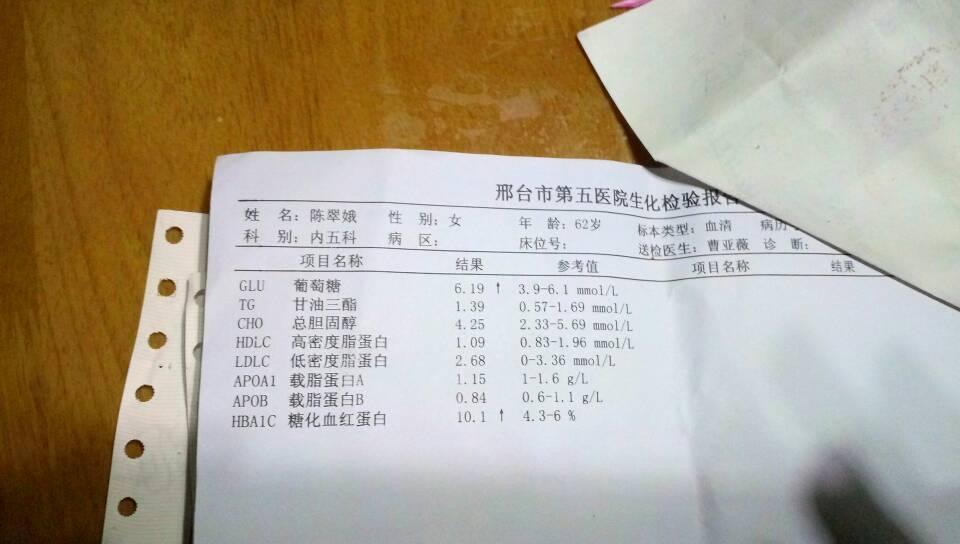 邢台市第五医院生化检验报告
姓 名: 陈翠娥 性 别: 女 年 龄: 62岁 标本类型: 血清 病历
科 别: 内五科 病 区: 床位号: 送检医生: 曹亚薇 诊 断:
项目名称 结果 参考值 项目名称 结果
GLU 葡萄糖 6.19 ↑ 3.9-6.1 mmol/L
TG 甘油三酯 1.39 0.57-1.69 mmol/L
CHO 总胆固醇 4.25 2.33-5.69 mmol/L
HDLC 高密度脂蛋白 1.09 0.83-1.96 mmol/L
LDLC 低密度脂蛋白 2.68 0-3.36 mmol/L
APOA1 载脂蛋白A 1.15 1-1.6 g/L
APOB 载脂蛋白B 0.84 0.6-1.1 g/L
HBA1C 糖化血红蛋白 10.1 ↑ 4.3-6 %